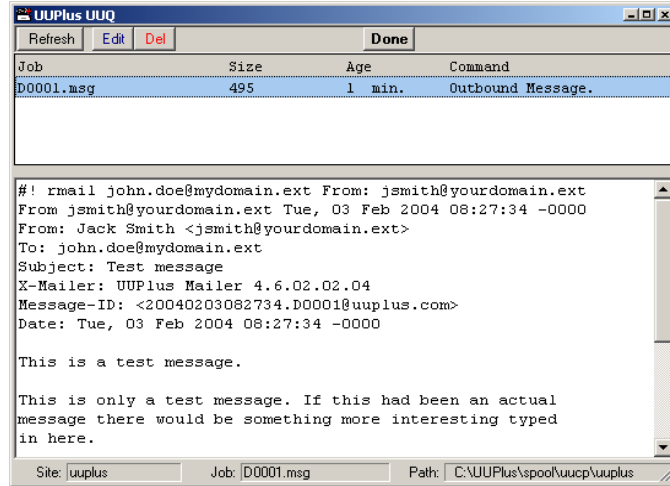 UUPlus UUQ
Refresh Edit Del Done
Job Size Age Command
D0001.msg 495 1 min. Outbound Message.
#! rmail john.doe@mydomain.ext From: jsmith@yourdomain.ext
From jsmith@yourdomain.ext Tue, 03 Feb 2004 08:27:34 -0000
From: Jack Smith <jsmith@yourdomain.ext>
To: john.doe@mydomain.ext
Subject: Test message
X-Mailer: UUPlus Mailer 4.6.02.02.04
Message-ID: <20040203082734.D0001@uuplus.com>
Date: Tue, 03 Feb 2004 08:27:34 -0000
This is a test message.
This is only a test message. If this had been an actual
message there would be something more interesting typed
in here.
Site: uuplus Job: D0001.msg Path: C:\UUPlus\spool\uucp\uuplus